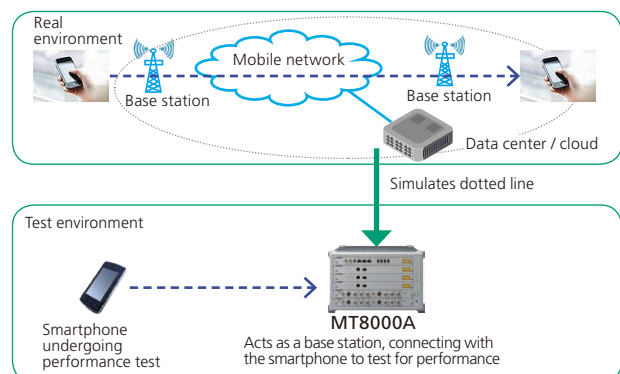 Real
environment
Mobile network
Base station
Base station
Data center / cloud
Simulates dotted line
Test environment
MT8000A
Smartphone
undergoing
performance test
Acts as a base station, connecting with
the smartphone to test for performance